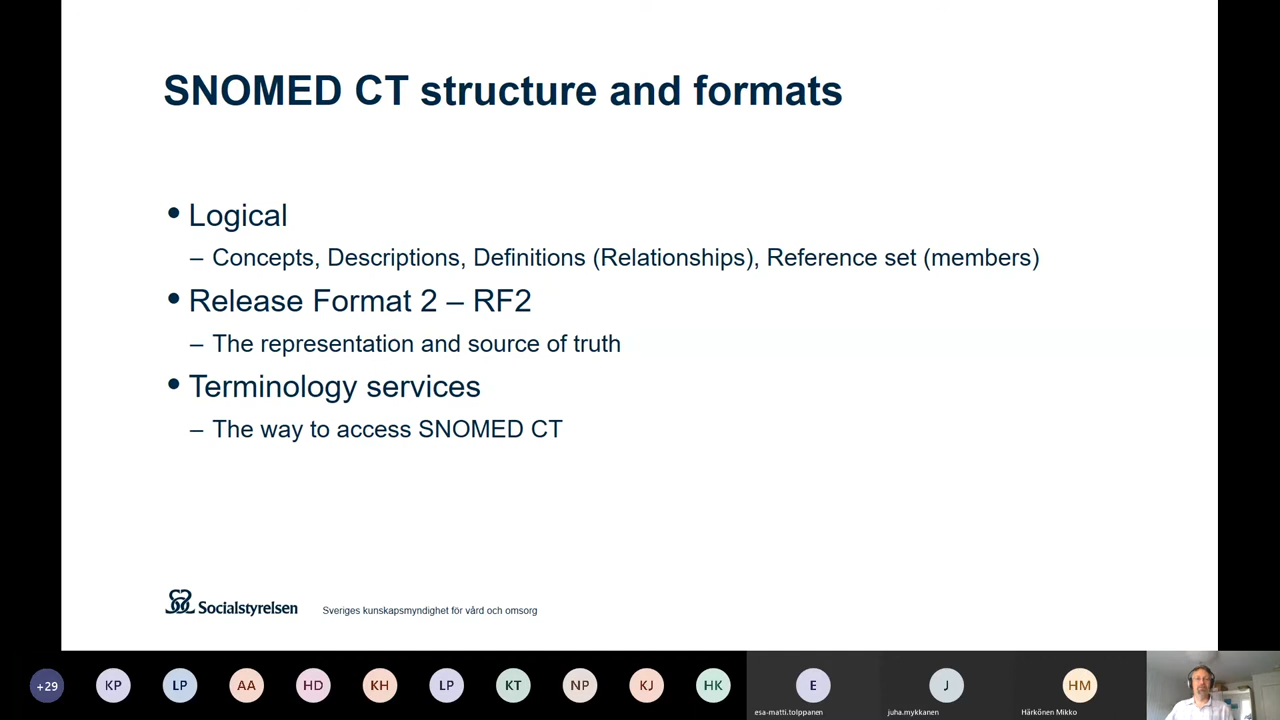 SNOMED CT structure and formats
• Logical
– Concepts, Descriptions, Definitions (Relationships), Reference set (members)
• Release Format 2 – RF2
– The representation and source of truth
• Terminology services
– The way to access SNOMED CT
Socialstyrelsen
Sveriges kunskapsmyndighet för vård och omsorg
+29 KP LP AA HD KH LP KT NP KJ HK E J HM
esa-matti.tolppanen juha.mykkanen Härkönen Mikko